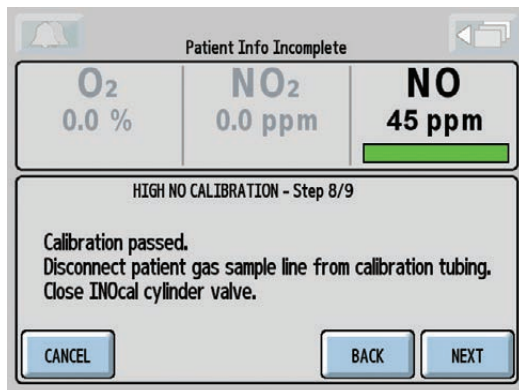 Patient Info Incomplete
O2 NO2 NO
0.0 % 0.0 ppm 45 ppm
HIGH NO CALIBRATION - Step 8/9
Calibration passed.
Disconnect patient gas sample line from calibration tubing.
Close INOcal cylinder valve.
CANCEL BACK NEXT